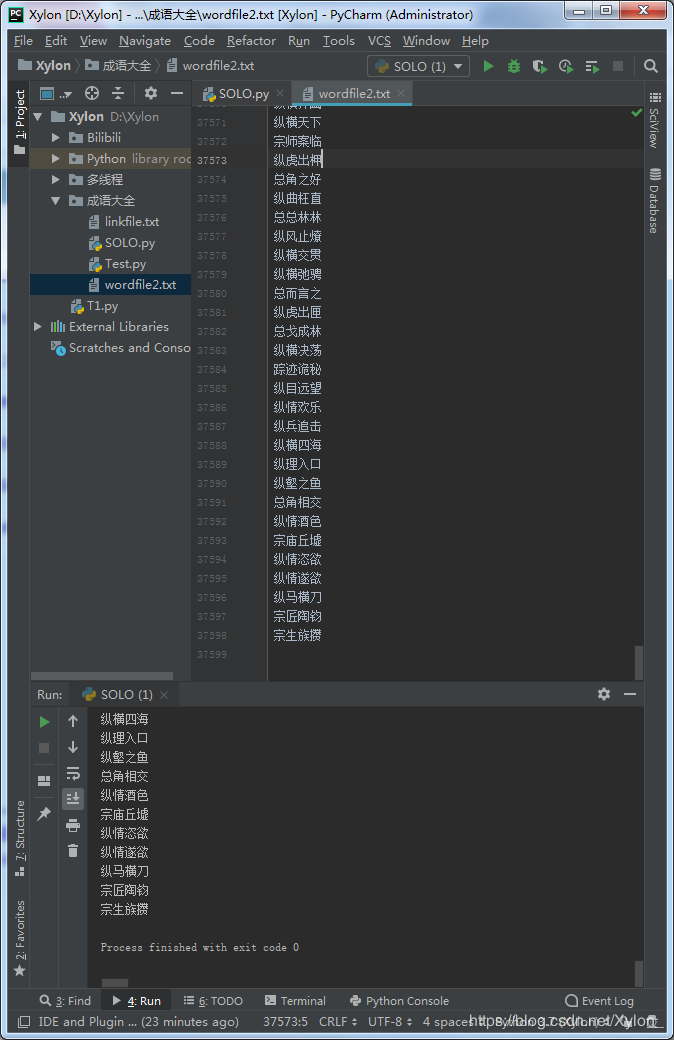 Xylon [D:\Xylon] - ...\成语大全\wordfile2.txt [Xylon] - PyCharm (Administrator)
File Edit View Navigate Code Refactor Run Tools VCS Window Help
Xylon 成语大全 wordfile2.txt SOLO (1)
1: Project
SOLO.py wordfile2.txt
Xylon D:\Xylon
Bilibili
Python library roo
多线程
成语大全
linkfile.txt
SOLO.py
Test.py
wordfile2.txt
T1.py
External Libraries
Scratches and Conso
37571 纵横天下
37572 宗师案临
37573 纵虎出柙
37574 总角之好
37575 纵曲枉直
37576 总总林林
37577 纵风止燎
37578 纵横交贯
37579 纵横弛骋
37580 总而言之
37581 纵虎出匣
37582 总戈成林
37583 纵横决荡
37584 踪迹诡秘
37585 纵目远望
37586 纵情欢乐
37587 纵兵追击
37588 纵横四海
37589 纵理入口
37590 纵壑之鱼
37591 总角相交
37592 纵情酒色
37593 宗庙丘墟
37594 纵情恣欲
37595 纵情遂欲
37596 纵马横刀
37597 宗匠陶钧
37598 宗生族攒
37599
SciView
Database
Run: SOLO (1)
纵横四海
纵理入口
纵壑之鱼
总角相交
纵情酒色
宗庙丘墟
纵情恣欲
纵情遂欲
纵马横刀
宗匠陶钧
宗生族攒
Process finished with exit code 0
7: Structure
2: Favorites
3: Find 4: Run 6: TODO Terminal Python Console Event Log
IDE and Plugin ... (23 minutes ago) 37573:5 CRLF UTF-8 4 spaces Python 3.7 (Xylon)
https://blog.csdn.net/Xylon_